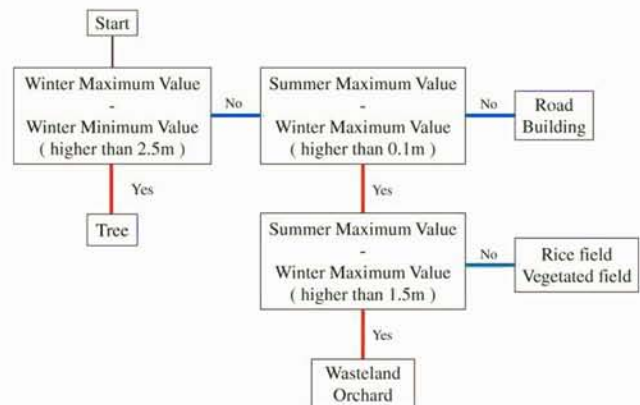 Start
Winter Maximum Value
-
Winter Minimum Value
( higher than 2.5m )
No
Summer Maximum Value
-
Winter Maximum Value
( higher than 0.1m )
No
Road
Building
Yes
Tree
Yes
Summer Maximum Value
-
Winter Maximum Value
( higher than 1.5m )
No
Rice field
Vegetated field
Yes
Wasteland
Orchard